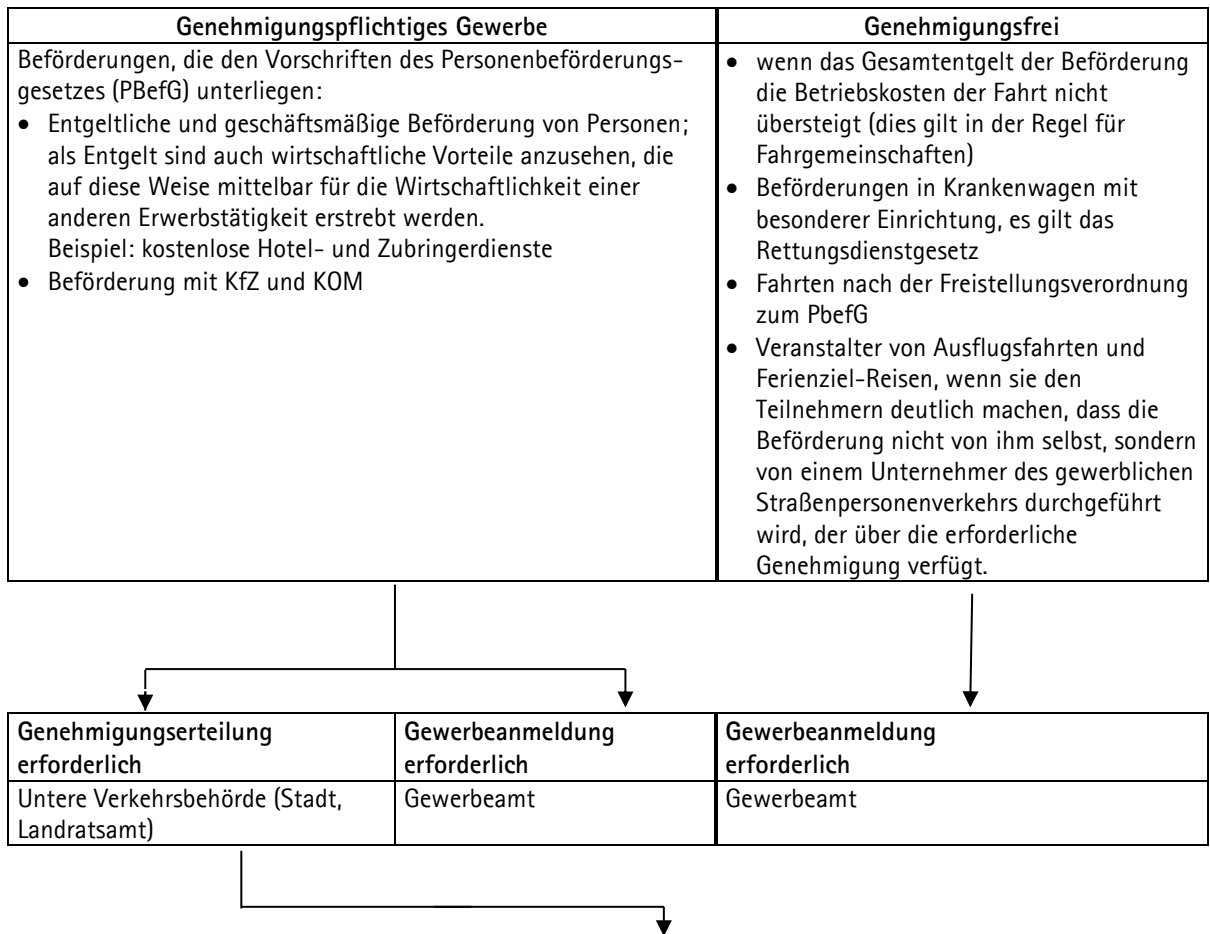 Genehmigungspflichtiges Gewerbe
Beförderungen, die den Vorschriften des Personenbeförderungs-
gesetzes (PBefG) unterliegen:
• Entgeltliche und geschäftsmäßige Beförderung von Personen;
als Entgelt sind auch wirtschaftliche Vorteile anzusehen, die
auf diese Weise mittelbar für die Wirtschaftlichkeit einer
anderen Erwerbstätigkeit erstrebt werden.
Beispiel: kostenlose Hotel- und Zubringerdienste
• Beförderung mit KfZ und KOM
Genehmigungsfrei
• wenn das Gesamtentgelt der Beförderung
die Betriebskosten der Fahrt nicht
übersteigt (dies gilt in der Regel für
Fahrgemeinschaften)
• Beförderungen in Krankenwagen mit
besonderer Einrichtung, es gilt das
Rettungsdienstgesetz
• Fahrten nach der Freistellungsverordnung
zum PbefG
• Veranstalter von Ausflugsfahrten und
Ferienziel-Reisen, wenn sie den
Teilnehmern deutlich machen, dass die
Beförderung nicht von ihm selbst, sondern
von einem Unternehmer des gewerblichen
Straßenpersonenverkehrs durchgeführt
wird, der über die erforderliche
Genehmigung verfügt.
Genehmigungserteilung
erforderlich
Untere Verkehrsbehörde (Stadt,
Landratsamt)
Gewerbeanmeldung
erforderlich
Gewerbeamt
Gewerbeanmeldung
erforderlich
Gewerbeamt